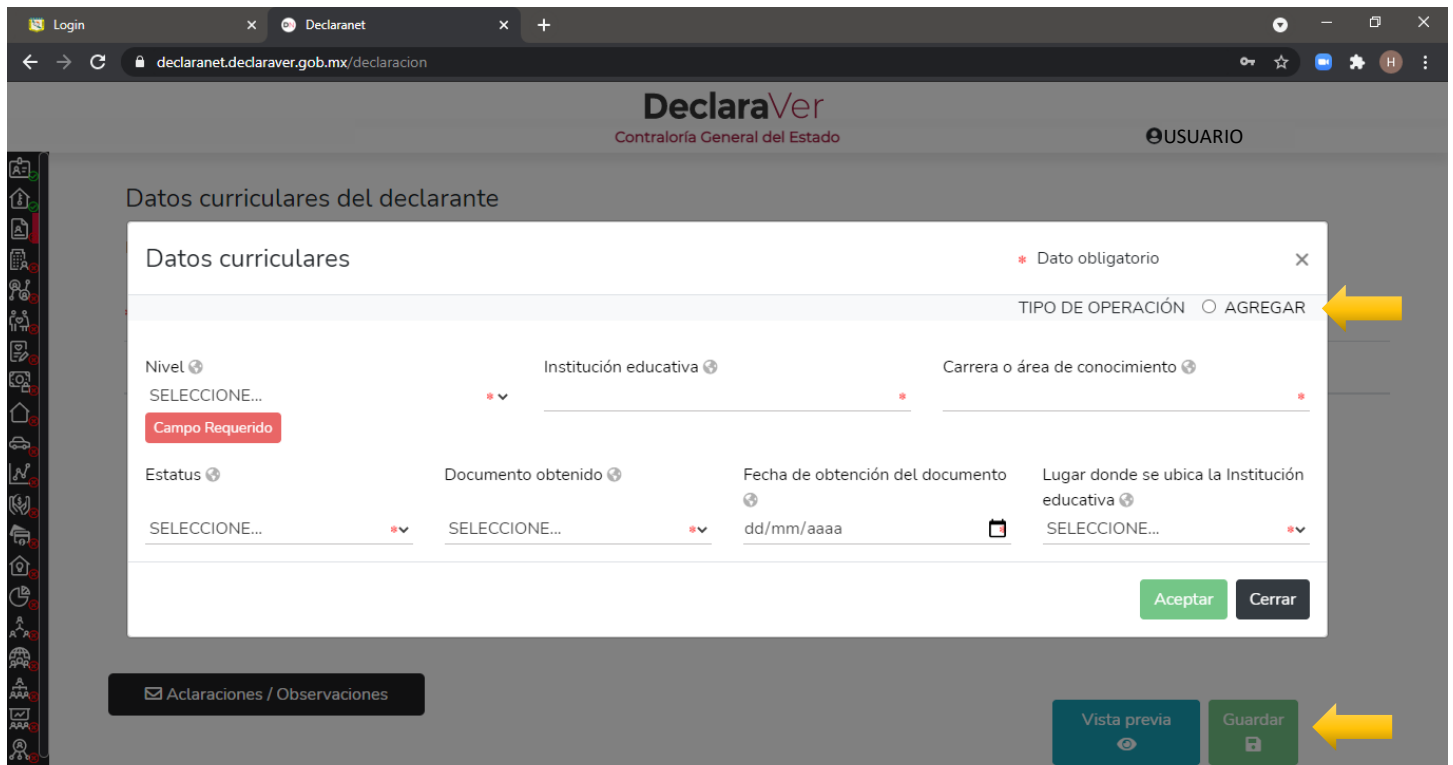 Login
Declaranet
declaranet.declaraver.gob.mx/declaracion
H
DeclaraVer
Contraloría General del Estado
USUARIO
Datos curriculares del declarante
Datos curriculares
* Dato obligatorio
TIPO DE OPERACIÓN AGREGAR
Nivel Institución educativa Carrera o área de conocimiento
SELECCIONE... * * *
Campo Requerido
Estatus Documento obtenido Fecha de obtención del documento Lugar donde se ubica la Institución educativa
SELECCIONE... * SELECCIONE... * dd/mm/aaaa * SELECCIONE... *
Aceptar Cerrar
Aclaraciones / Observaciones
Vista previa Guardar